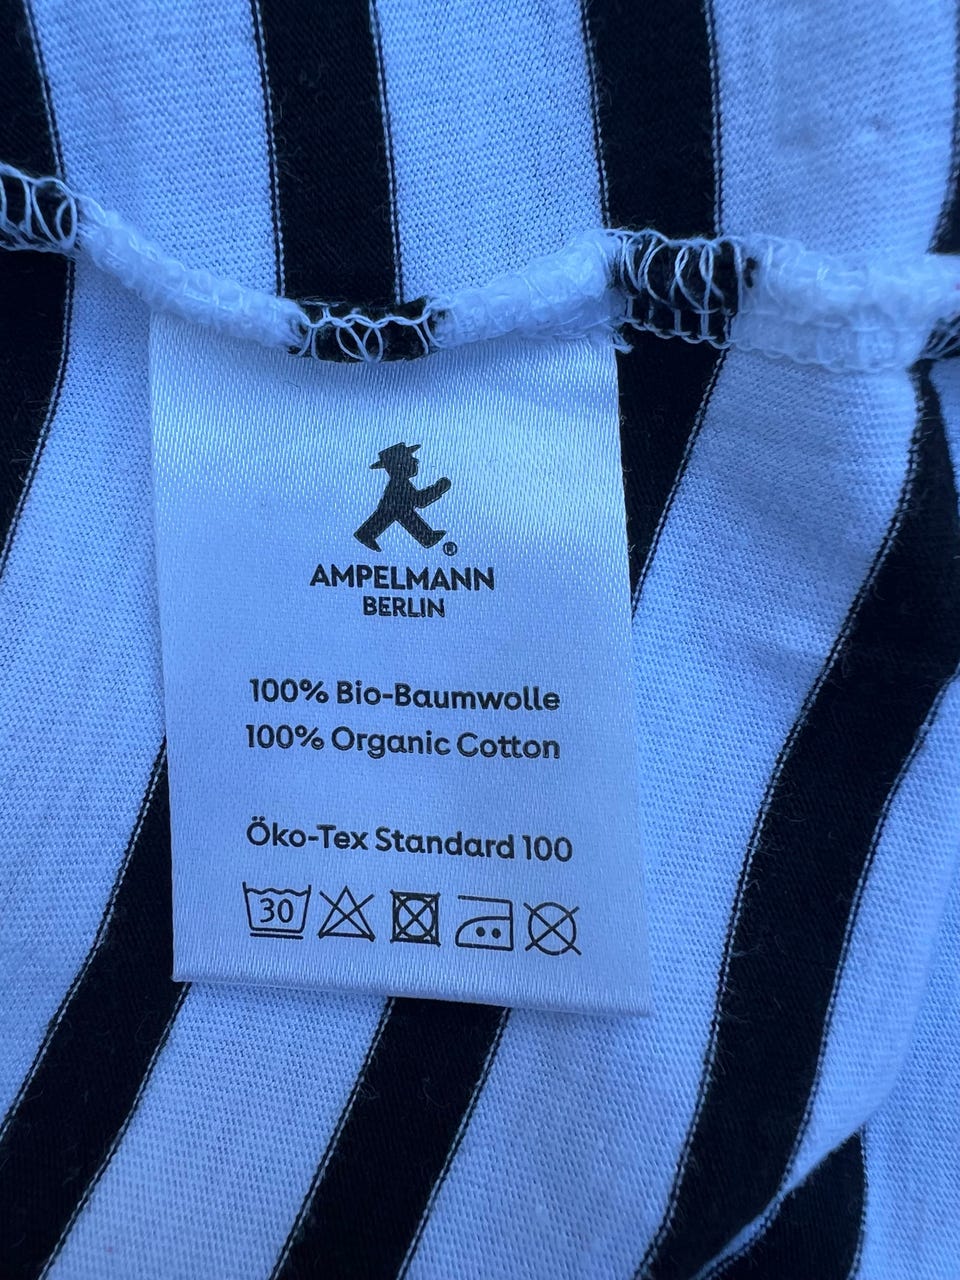 ®
AMPELMANN
BERLIN
100% Bio-Baumwolle
100% Organic Cotton
Öko-Tex Standard 100
30